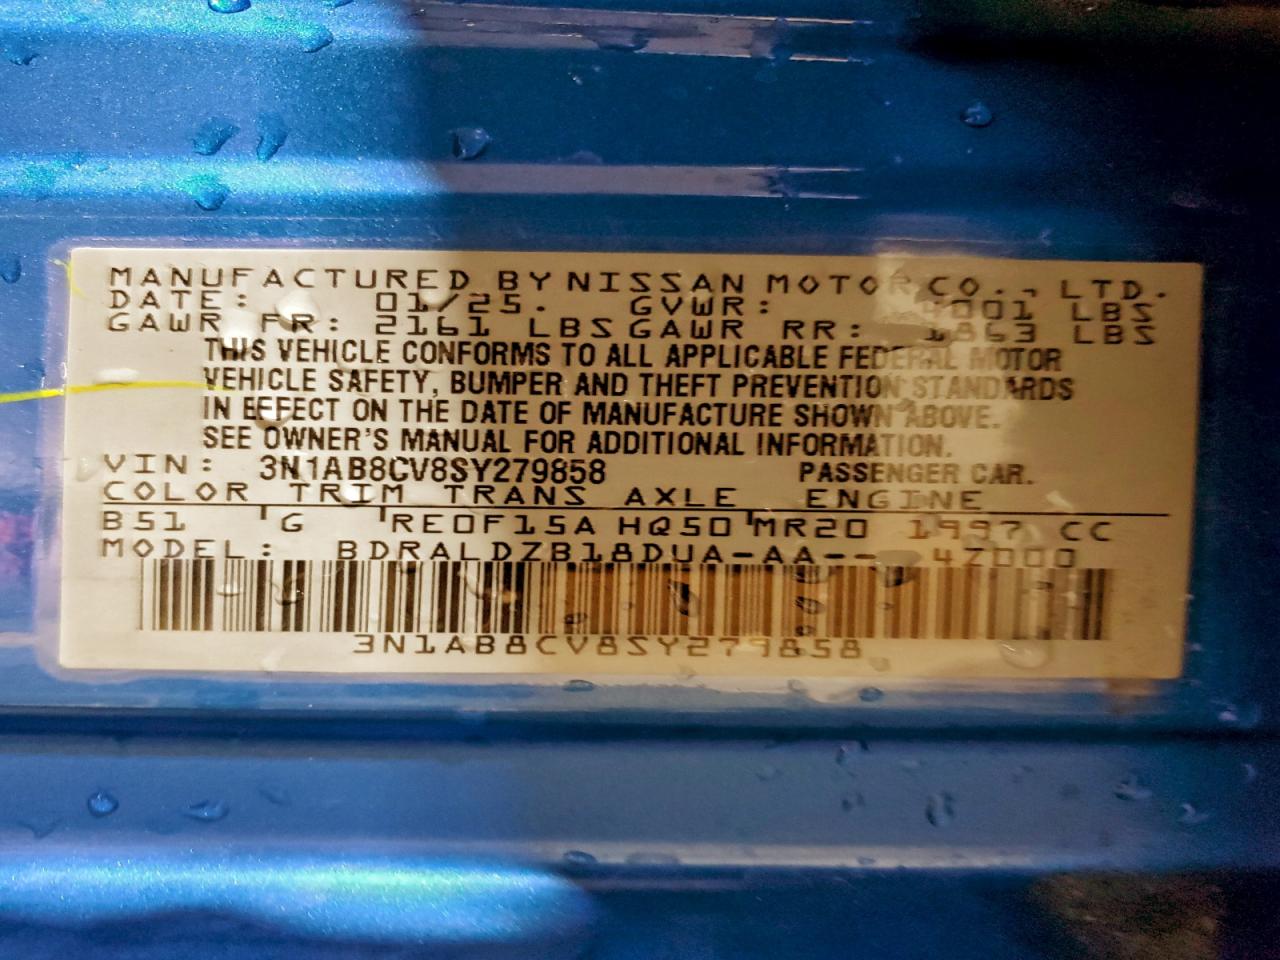 MANUFACTURED BY NISSAN MOTOR CO., LTD.
DATE: 01/25. GVWR: 4001 LBS
GAWR FR: 2161 LBS GAWR RR: 1863 LBS
THIS VEHICLE CONFORMS TO ALL APPLICABLE FEDERAL MOTOR
VEHICLE SAFETY, BUMPER AND THEFT PREVENTION STANDARDS
IN EFFECT ON THE DATE OF MANUFACTURE SHOWN ABOVE.
SEE OWNER'S MANUAL FOR ADDITIONAL INFORMATION.
VIN: 3N1AB8CV8SY279858 PASSENGER CAR.
COLOR TRIM TRANS AXLE ENGINE
B51 G RE0F15A HQ50 MR20 1997 CC
MODEL: BDRALDZB18DUA-AA-- 4Z000
3N1AB8CV8SY279858